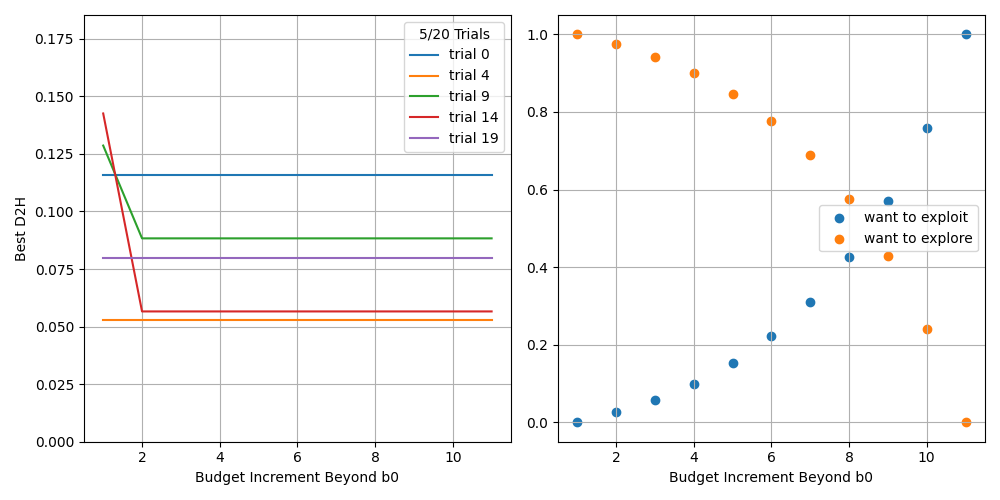 0.175
0.150
0.125
0.100
0.075
0.050
0.025
0.000
Best D2H
2
4
6
8
10
Budget Increment Beyond b0
5/20 Trials
trial 0
trial 4
trial 9
trial 14
trial 19
1.0
0.8
0.6
0.4
0.2
0.0
2
4
6
8
10
Budget Increment Beyond b0
want to exploit
want to explore